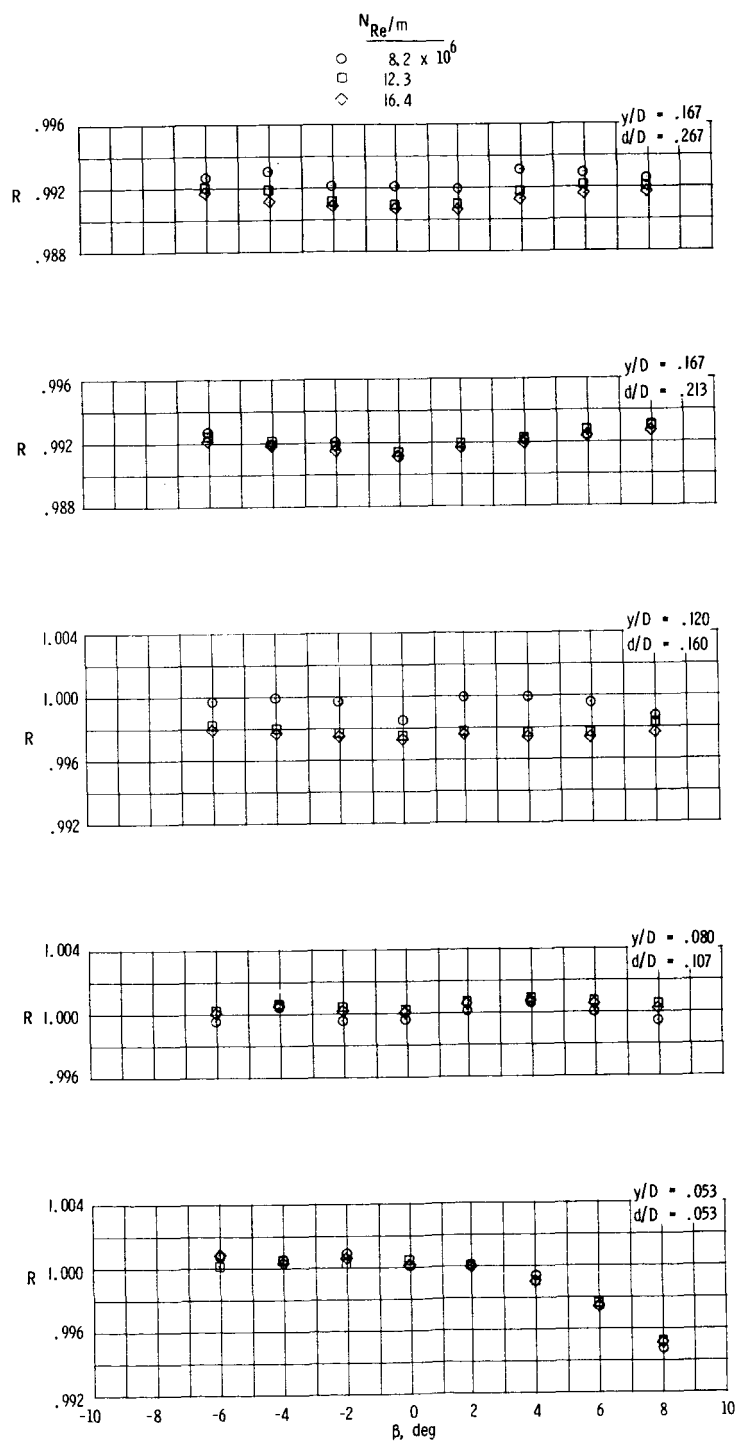 N_Re/m
○ 8.2 x 10^6
□ 12.3
◇ 16.4
y/D = .167
d/D = .267
.996
R .992
.988
y/D = .167
d/D = .213
.996
R .992
.988
y/D = .120
d/D = .160
1.004
1.000
R
.996
.992
y/D = .080
d/D = .107
1.004
R 1.000
.996
y/D = .053
d/D = .053
1.004
R 1.000
.996
.992
-10 -8 -6 -4 -2 0 2 4 6 8 10
β, deg